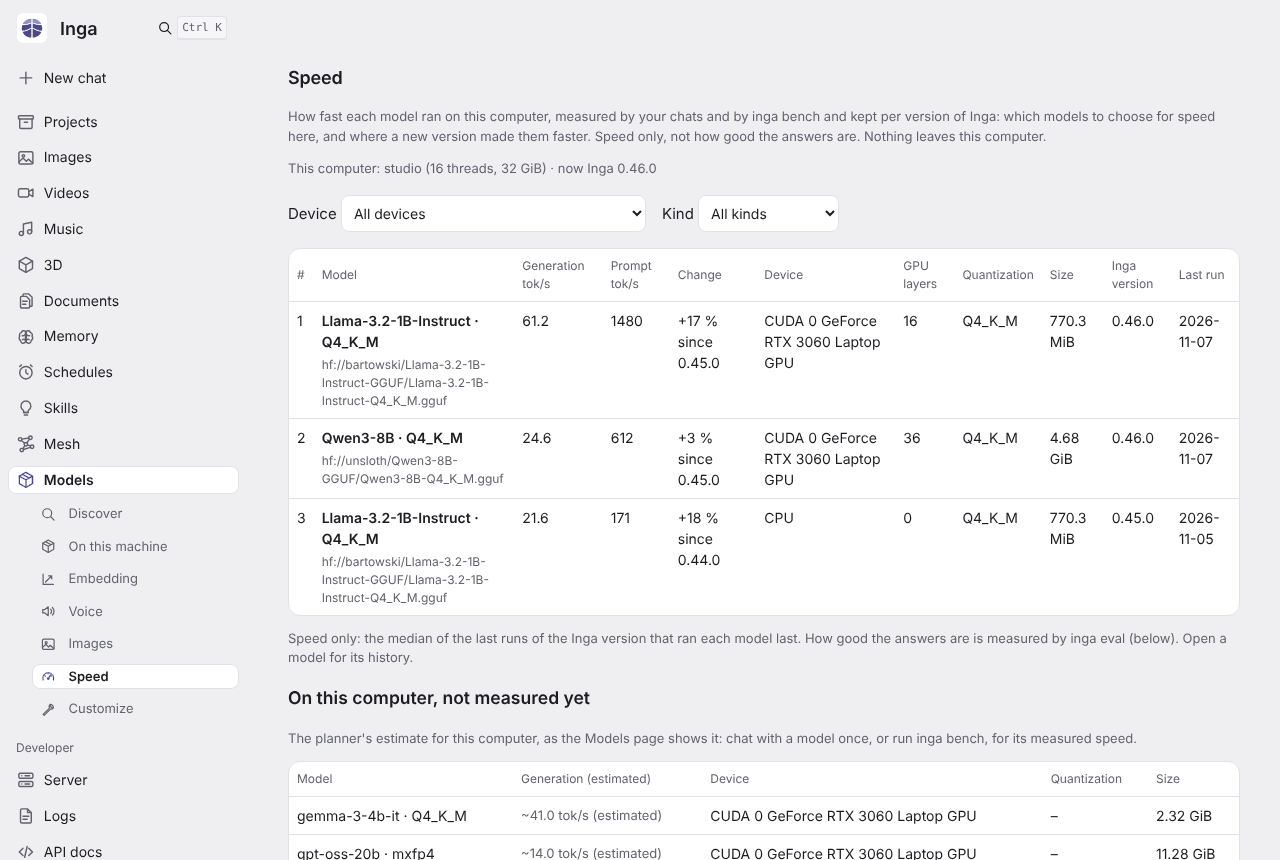 Inga
Ctrl K
New chat
Projects
Images
Videos
Music
3D
Documents
Memory
Schedules
Skills
Mesh
Models
Discover
On this machine
Embedding
Voice
Images
Speed
Customize
Developer
Server
Logs
API docs
Speed
How fast each model ran on this computer, measured by your chats and by inga bench and kept per version of Inga: which models to choose for speed
here, and where a new version made them faster. Speed only, not how good the answers are. Nothing leaves this computer.
This computer: studio (16 threads, 32 GiB) · now Inga 0.46.0
Device All devices Kind All kinds
# Model Generation tok/s Prompt tok/s Change Device GPU layers Quantization Size Inga version Last run
1 Llama-3.2-1B-Instruct · 61.2 1480 +17 % CUDA 0 GeForce 16 Q4_K_M 770.3 0.46.0 2026-
Q4_K_M since RTX 3060 Laptop MiB 11-07
hf://bartowski/Llama-3.2-1B- 0.45.0 GPU
Instruct-GGUF/Llama-3.2-1B-
Instruct-Q4_K_M.gguf
2 Qwen3-8B · Q4_K_M 24.6 612 +3 % CUDA 0 GeForce 36 Q4_K_M 4.68 0.46.0 2026-
hf://unsloth/Qwen3-8B- since RTX 3060 Laptop GiB 11-07
GGUF/Qwen3-8B-Q4_K_M.gguf 0.45.0 GPU
3 Llama-3.2-1B-Instruct · 21.6 171 +18 % CPU 0 Q4_K_M 770.3 0.45.0 2026-
Q4_K_M since MiB 11-05
hf://bartowski/Llama-3.2-1B- 0.44.0
Instruct-GGUF/Llama-3.2-1B-
Instruct-Q4_K_M.gguf
Speed only: the median of the last runs of the Inga version that ran each model last. How good the answers are is measured by inga eval (below). Open a
model for its history.
On this computer, not measured yet
The planner's estimate for this computer, as the Models page shows it: chat with a model once, or run inga bench, for its measured speed.
Model Generation (estimated) Device Quantization Size
gemma-3-4b-it · Q4_K_M ~41.0 tok/s (estimated) CUDA 0 GeForce RTX 3060 Laptop GPU – 2.32 GiB
gpt-oss-20b · mxfp4 ~14.0 tok/s (estimated) CUDA 0 GeForce RTX 3060 Laptop GPU – 11.28 GiB